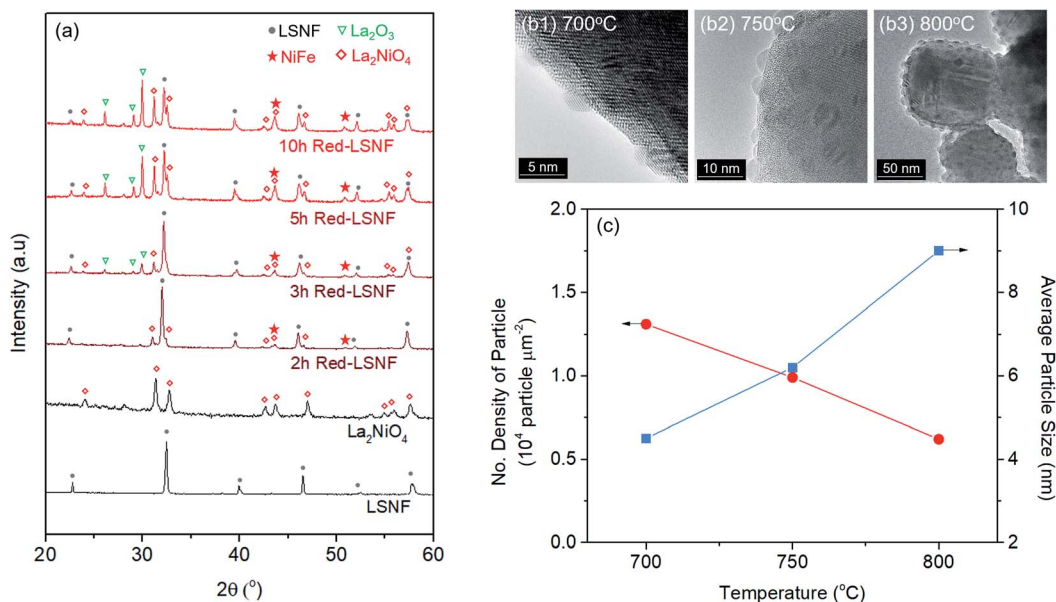 (a)
LSNF
La₂O₃
NiFe
La₂NiO₄
10h Red-LSNF
5h Red-LSNF
3h Red-LSNF
2h Red-LSNF
La₂NiO₄
LSNF
Intensity (a.u)
20 30 40 50 60
2θ (°)
(b1) 700°C
5 nm
(b2) 750°C
10 nm
(b3) 800°C
50 nm
(c)
2.0
1.5
1.0
0.5
0.0
No. Density of Particle
(10⁴ particle μm⁻²)
10
8
6
4
2
Average Particle Size (nm)
700 750 800
Temperature (°C)